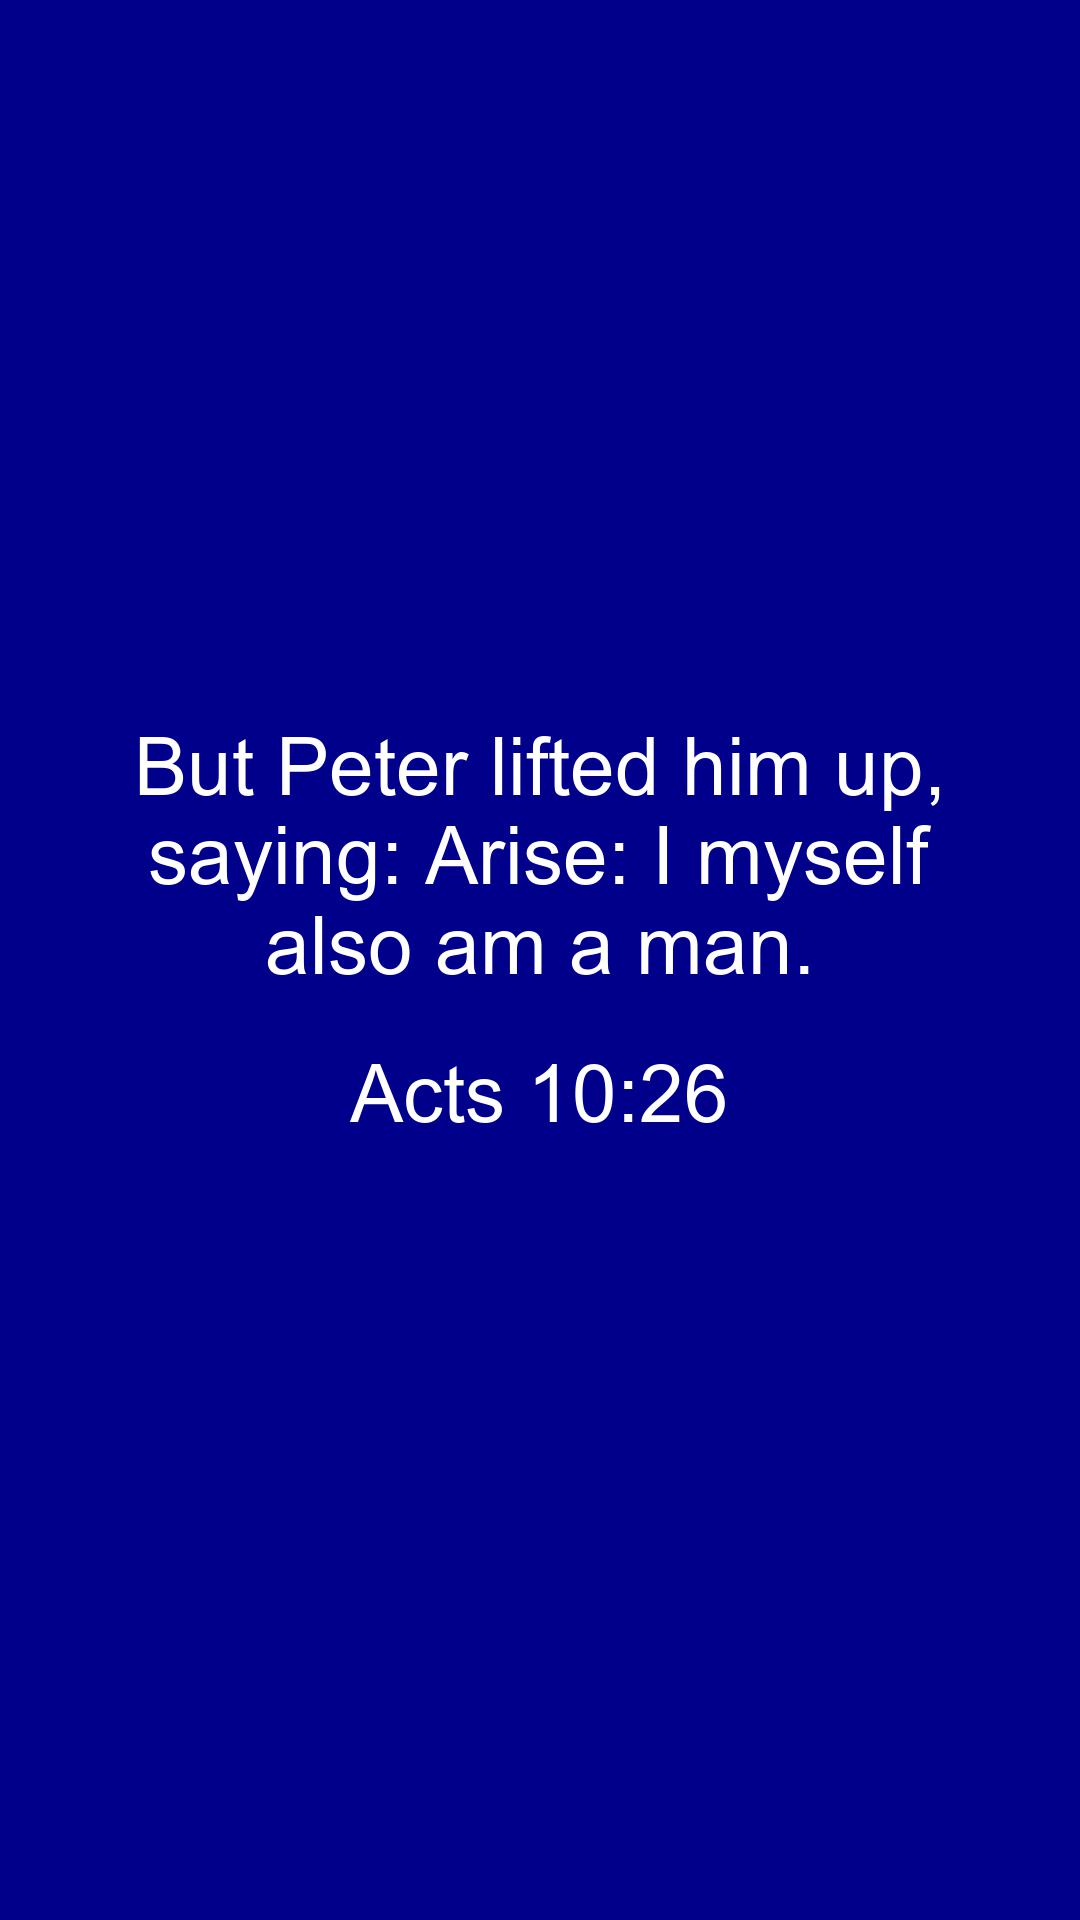 But Peter lifted him up,
saying: Arise: I myself
also am a man.
Acts 10:26